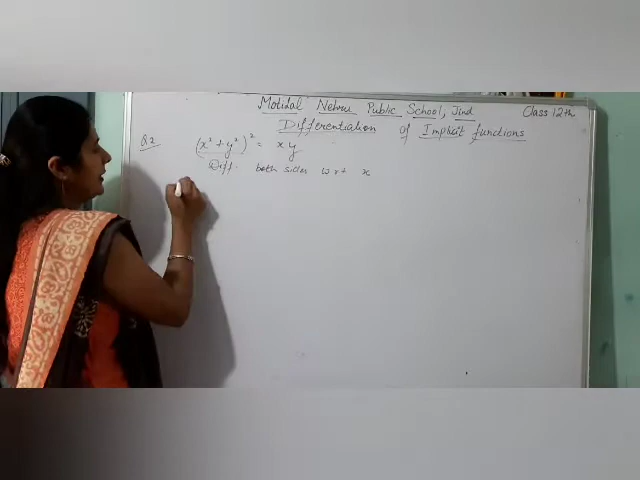 Motilal Nehru Public School, Jind Class 12th
Differentiation of Implicit functions
Q2 (x² + y²)² = xy
Diff. both sides w r t x